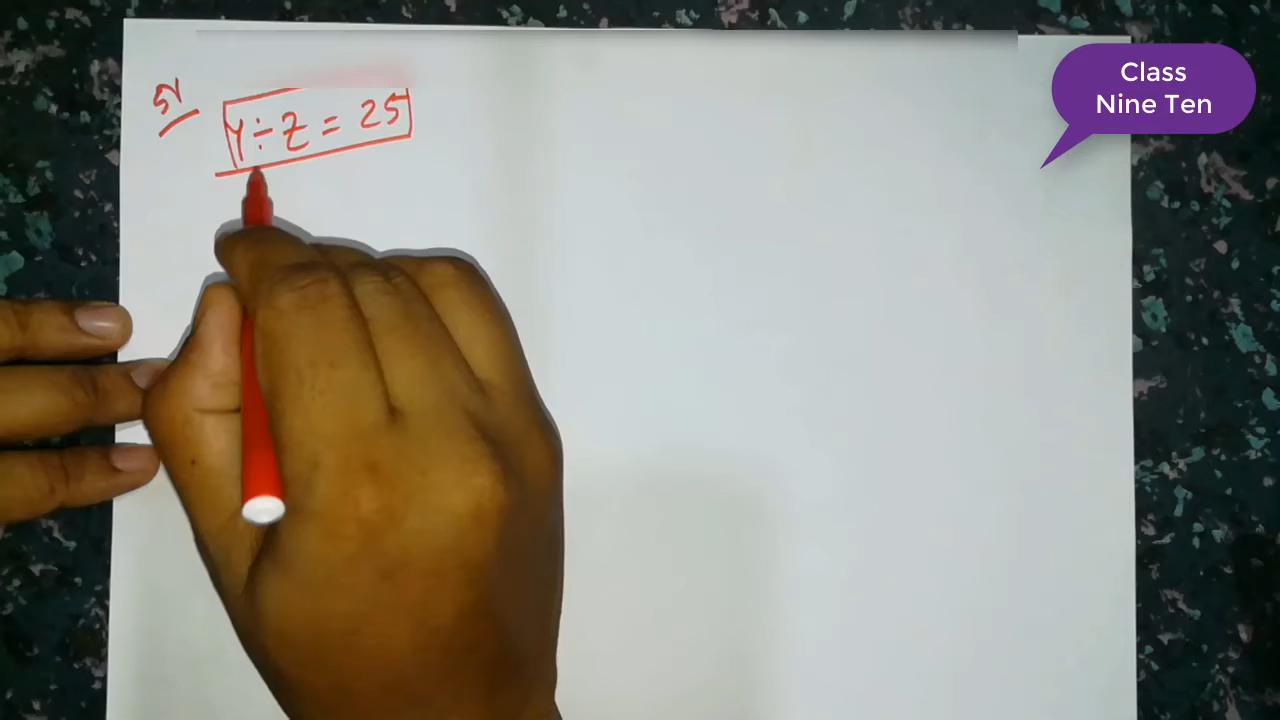 Y ÷ Z = 25
Class
Nine Ten